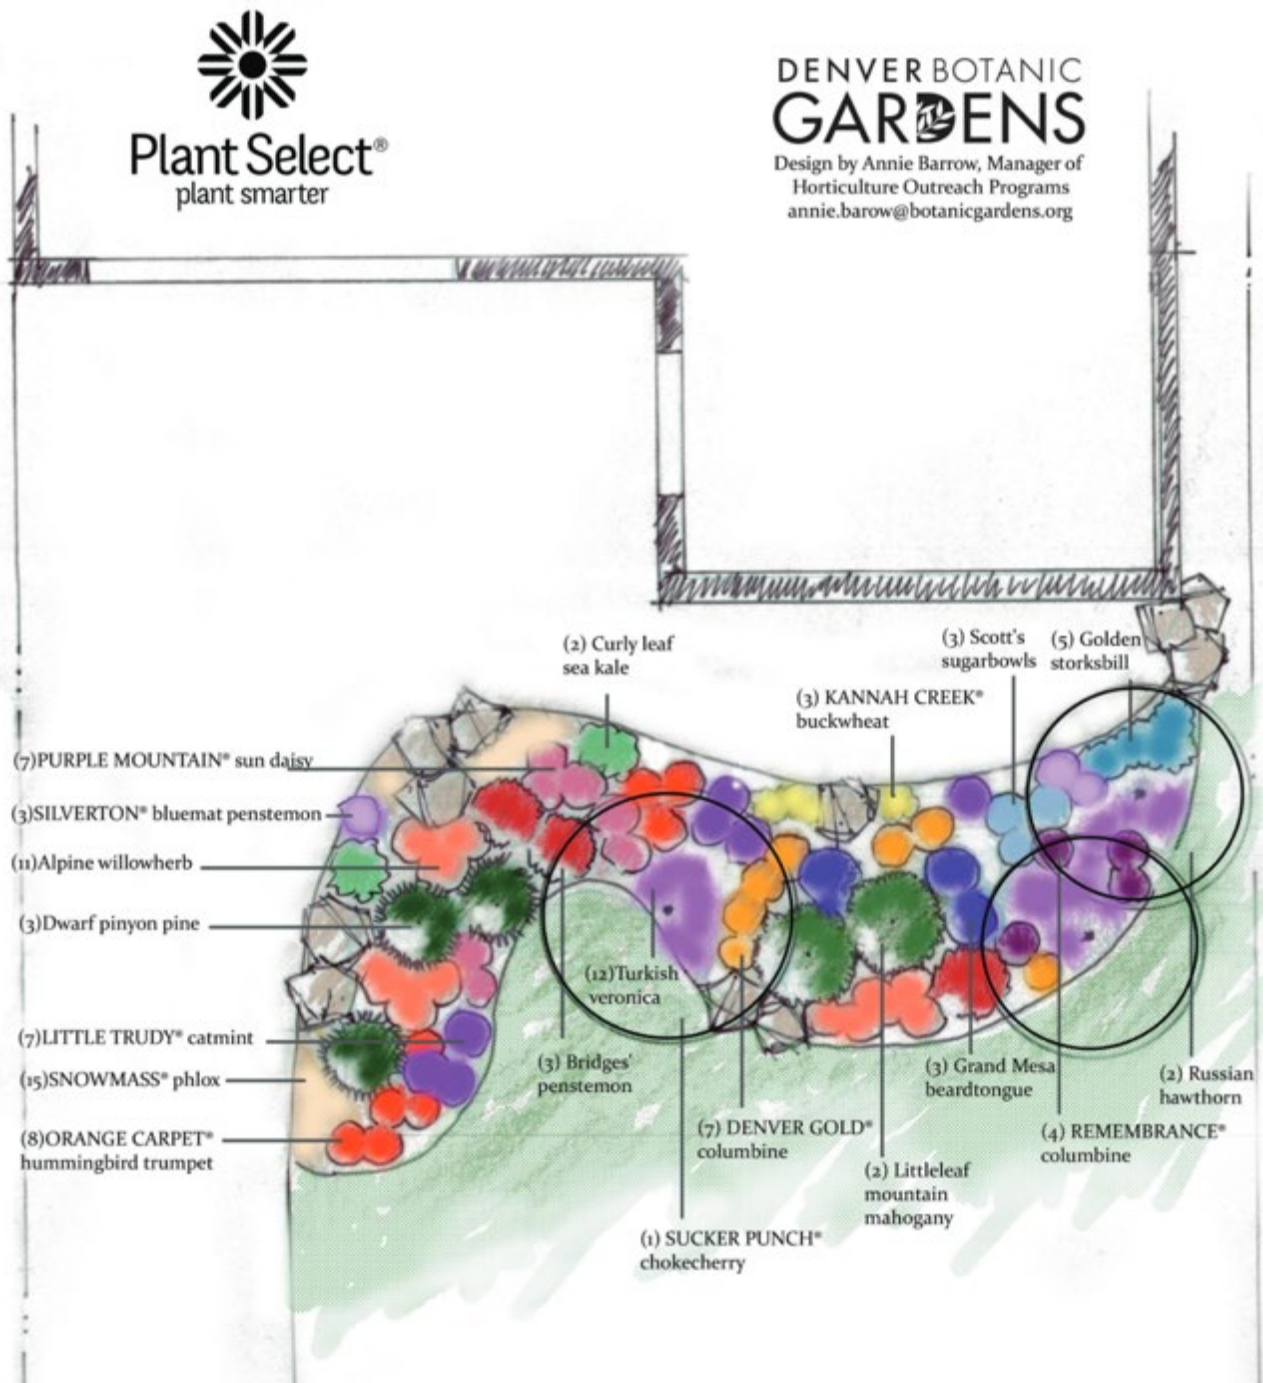 Plant Select®
plant smarter
DENVER BOTANIC
GARDENS
Design by Annie Barrow, Manager of
Horticulture Outreach Programs
annie.barow@botanicgardens.org
(2) Curly leaf
sea kale
(3) Scott's
sugarbowls
(5) Golden
storksbill
(3) KANNAH CREEK®
buckwheat
(7)PURPLE MOUNTAIN® sun daisy
(3)SILVERTON® bluemat penstemon
(11)Alpine willowherb
(3)Dwarf pinyon pine
(12)Turkish
veronica
(7)LITTLE TRUDY® catmint
(15)SNOWMASS® phlox
(8)ORANGE CARPET®
hummingbird trumpet
(3) Bridges'
penstemon
(3) Grand Mesa
beardtongue
(2) Russian
hawthorn
(7) DENVER GOLD®
columbine
(4) REMEMBRANCE®
columbine
(2) Littleleaf
mountain
mahogany
(1) SUCKER PUNCH®
chokecherry